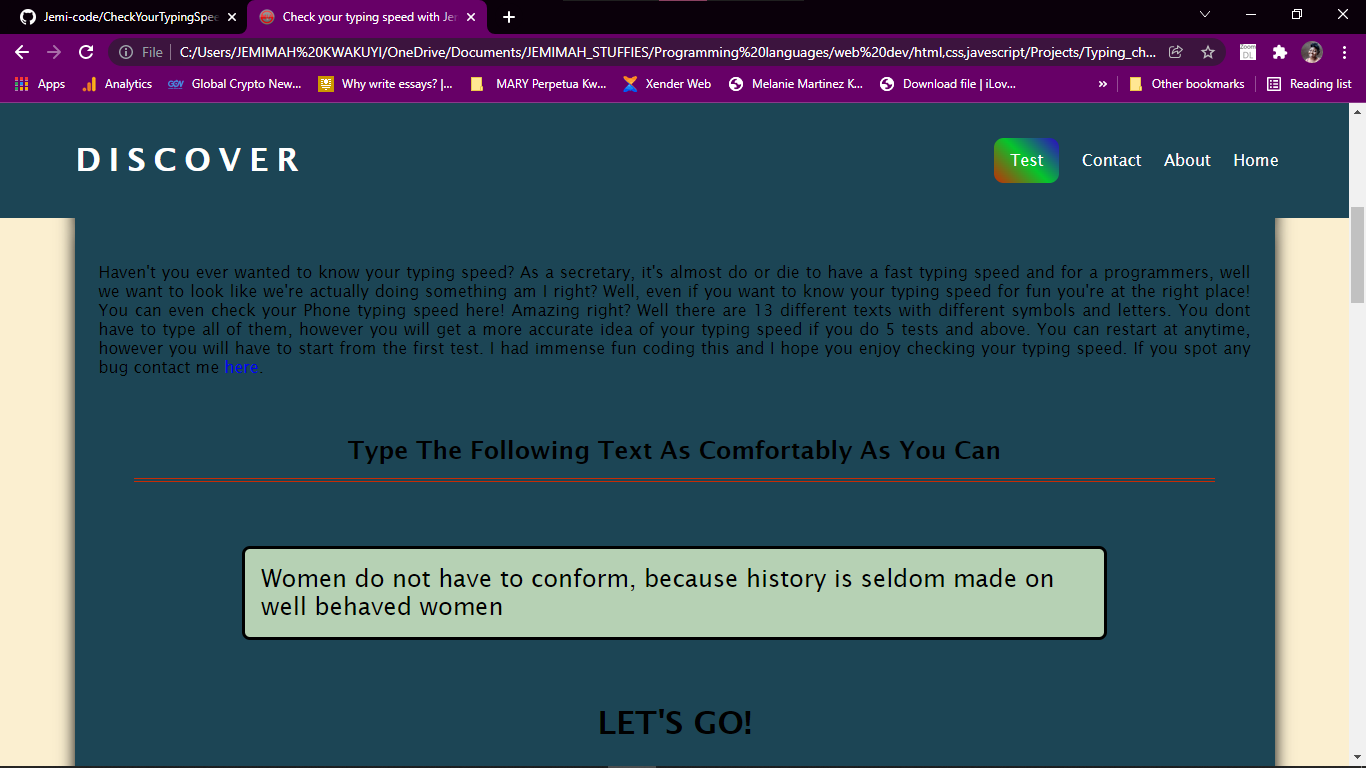 Jemi-code/CheckYourTypingSpee
Check your typing speed with Jer
File
C:/Users/JEMIMAH%20KWAKUYI/OneDrive/Documents/JEMIMAH_STUFFIES/Programming%20languages/web%20dev/html,css,javescript/Projects/Typing_ch...
Zoom
DL
Apps
Analytics
GCN
Global Crypto New...
Why write essays? |...
MARY Perpetua Kw...
Xender Web
Melanie Martinez K...
Download file | iLov...
»
Other bookmarks
Reading list
DISCOVER
Test
Contact
About
Home
Haven't you ever wanted to know your typing speed? As a secretary, it's almost do or die to have a fast typing speed and for a programmers, well
we want to look like we're actually doing something am I right? Well, even if you want to know your typing speed for fun you're at the right place!
You can even check your Phone typing speed here! Amazing right? Well there are 13 different texts with different symbols and letters. You dont
have to type all of them, however you will get a more accurate idea of your typing speed if you do 5 tests and above. You can restart at anytime,
however you will have to start from the first test. I had immense fun coding this and I hope you enjoy checking your typing speed. If you spot any
bug contact me here.
Type The Following Text As Comfortably As You Can
Women do not have to conform, because history is seldom made on
well behaved women
LET'S GO!